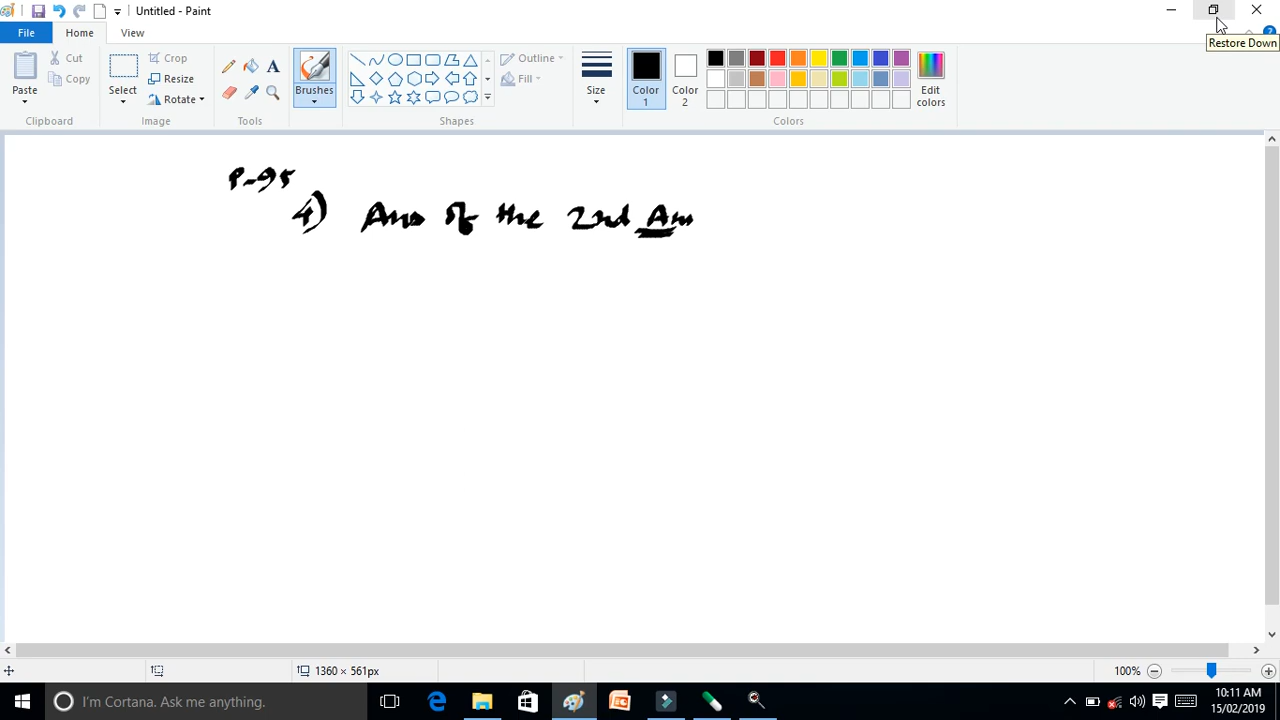 Untitled - Paint
File Home View
Restore Down
Paste Cut Copy Select Crop Resize Rotate Brushes Outline Fill Size Color 1 Color 2 Edit colors
Clipboard Image Tools Shapes Colors
P-95
4) Ans of the 2nd Ans
1360 × 561px 100%
I'm Cortana. Ask me anything. 10:11 AM
15/02/2019